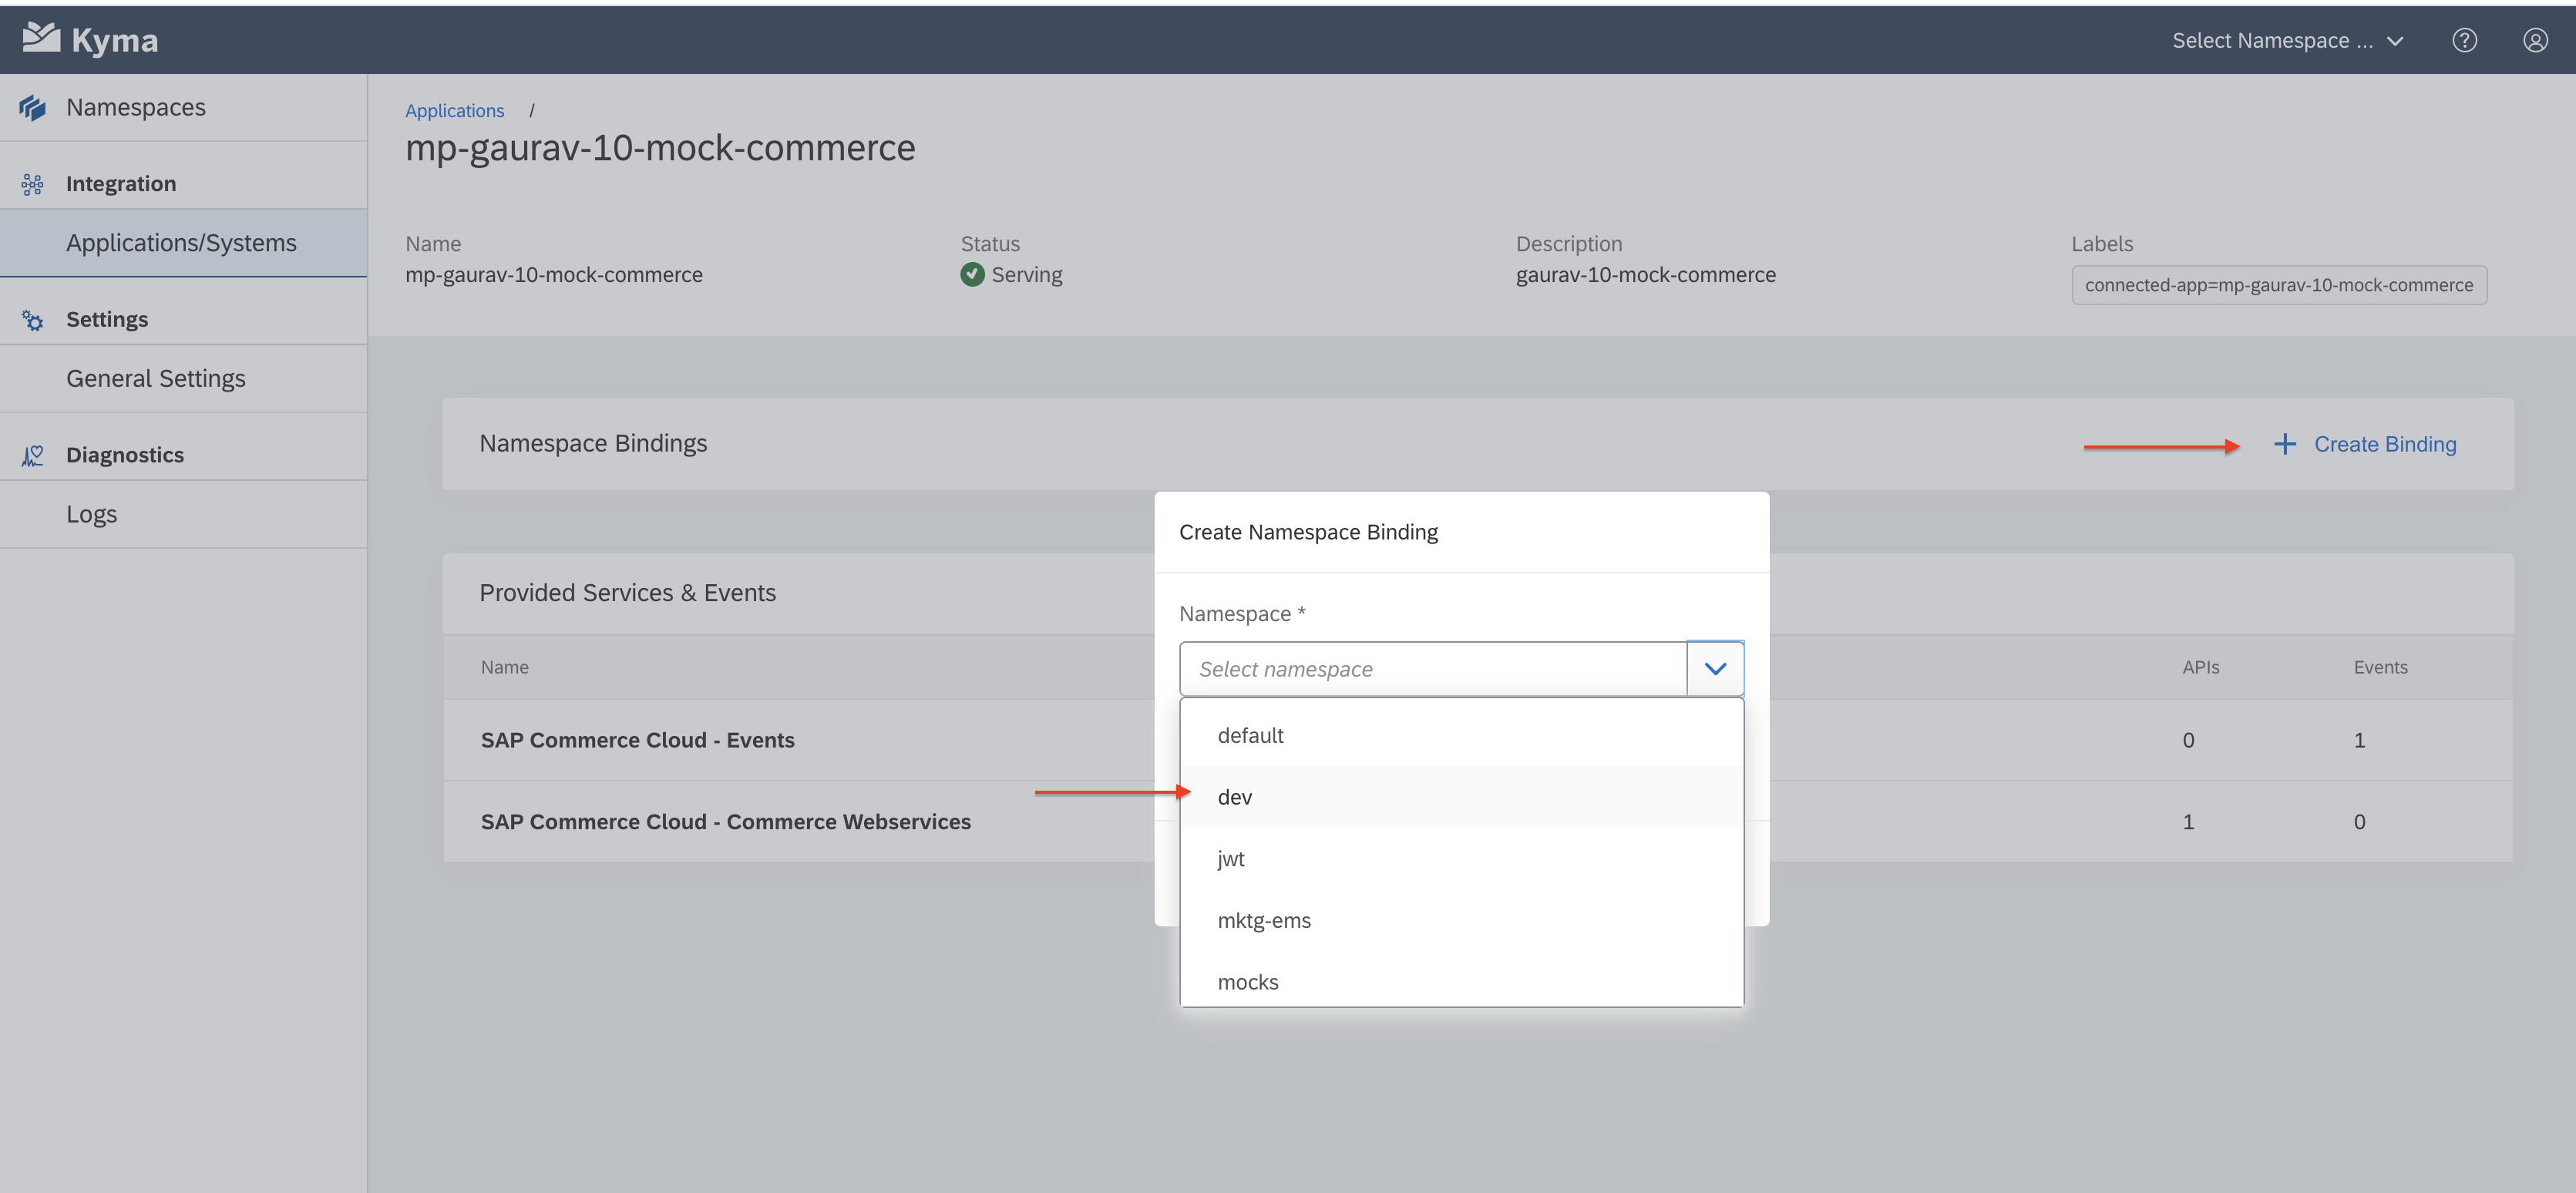 Kyma
Select Namespace ...
Namespaces
Integration
Applications/Systems
Settings
General Settings
Diagnostics
Logs
Applications /
mp-gaurav-10-mock-commerce
Name
mp-gaurav-10-mock-commerce
Status
Serving
Description
gaurav-10-mock-commerce
Labels
connected-app=mp-gaurav-10-mock-commerce
Namespace Bindings
+ Create Binding
Provided Services & Events
Name APIs Events
SAP Commerce Cloud - Events 0 1
SAP Commerce Cloud - Commerce Webservices 1 0
Create Namespace Binding
Namespace *
Select namespace
default
dev
jwt
mktg-ems
mocks